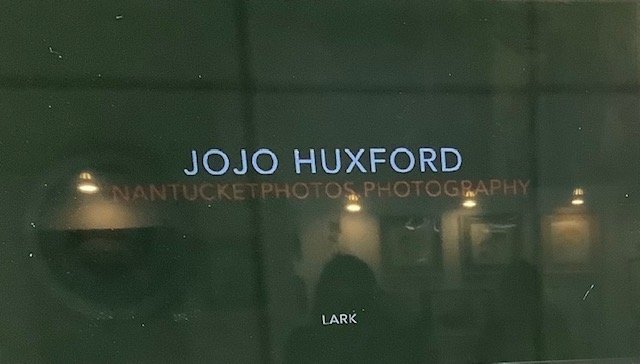 JOJO HUXFORD
NANTUCKETPHOTOS PHOTOGRAPHY
LARK